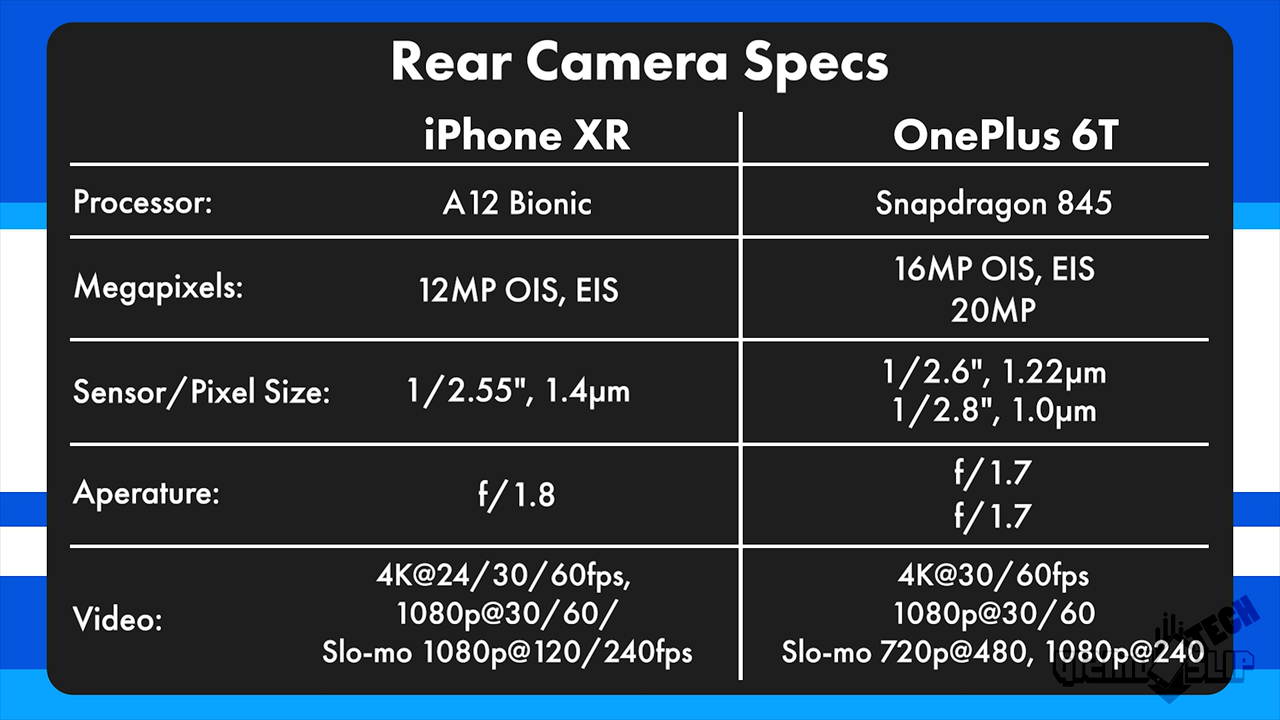 Rear Camera Specs
iPhone XR OnePlus 6T
Processor: A12 Bionic Snapdragon 845
Megapixels: 12MP OIS, EIS 16MP OIS, EIS
20MP
Sensor/Pixel Size: 1/2.55", 1.4µm 1/2.6", 1.22µm
1/2.8", 1.0µm
Aperature: f/1.8 f/1.7
f/1.7
Video: 4K@24/30/60fps, 4K@30/60fps
1080p@30/60/ 1080p@30/60
Slo-mo 1080p@120/240fps Slo-mo 720p@480, 1080p@240
TECH